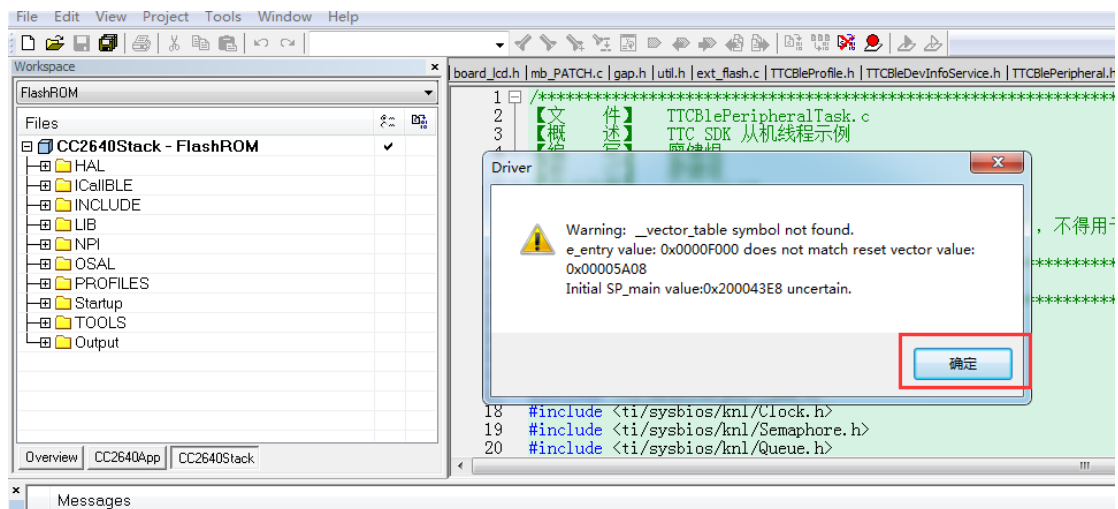 File Edit View Project Tools Window Help
Workspace
FlashROM
Files
CC2640Stack - FlashROM
HAL
ICallBLE
INCLUDE
LIB
NPI
OSAL
PROFILES
Startup
TOOLS
Output
Overview CC2640App CC2640Stack
board_lcd.h | mb_PATCH.c | gap.h | util.h | ext_flash.c | TTCBleProfile.h | TTCBleDevInfoService.h | TTCBlePeripheral.h
1 /*******************************************************************
2 【文 件】 TTCBlePeripheralTask.c
3 【概 述】 TTC SDK 从机线程示例
4
Driver
Warning: __vector_table symbol not found.
e_entry value: 0x0000F000 does not match reset vector value:
0x00005A08
Initial SP_main value:0x200043E8 uncertain.
确定
,不得用于
18 #include <ti/sysbios/knl/Clock.h>
19 #include <ti/sysbios/knl/Semaphore.h>
20 #include <ti/sysbios/knl/Queue.h>
Messages